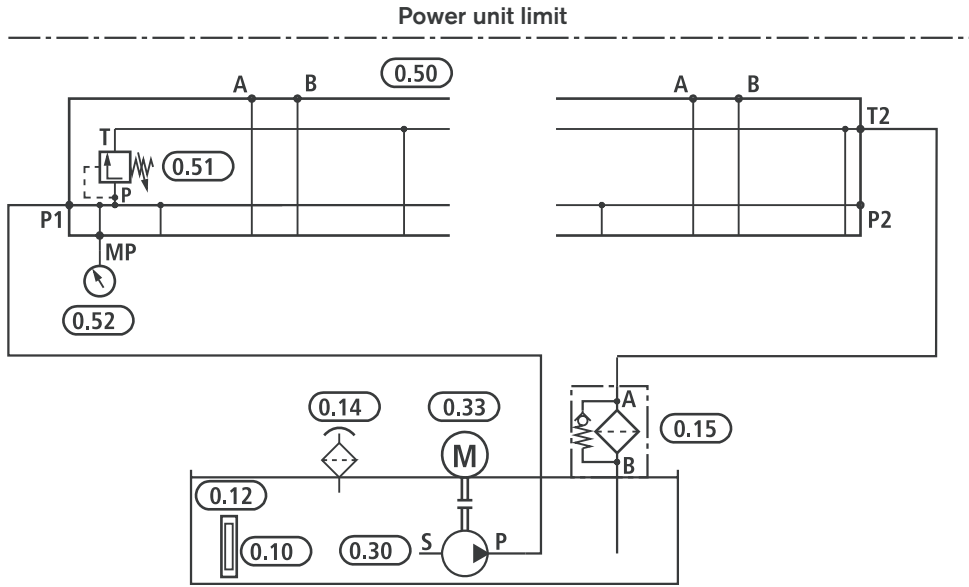 Power unit limit
A B 0.50 A B
T2
T
0.51
P
P1 P2
MP
0.52
0.14 0.33 A
0.15
M
B
0.12
S P
0.10 0.30